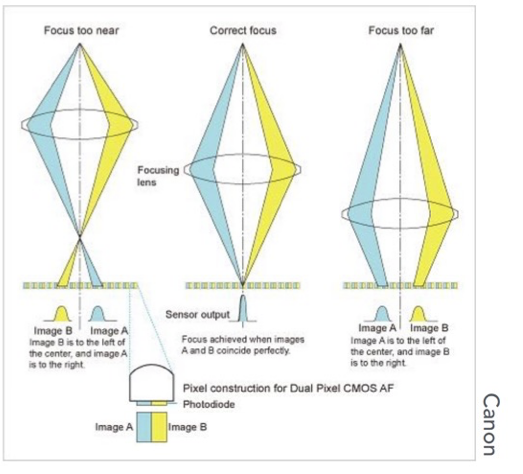 Focus too near
Correct focus
Focus too far
Focusing
lens
Sensor output
Image B
Image A
Image B is to the left of
the center, and image A
is to the right.
Focus achieved when images
A and B coincide perfectly.
Image A
Image B
Image A is to the left of
the center, and image B
is to the right.
Pixel construction for Dual Pixel CMOS AF
Photodiode
Image A
Image B
Canon